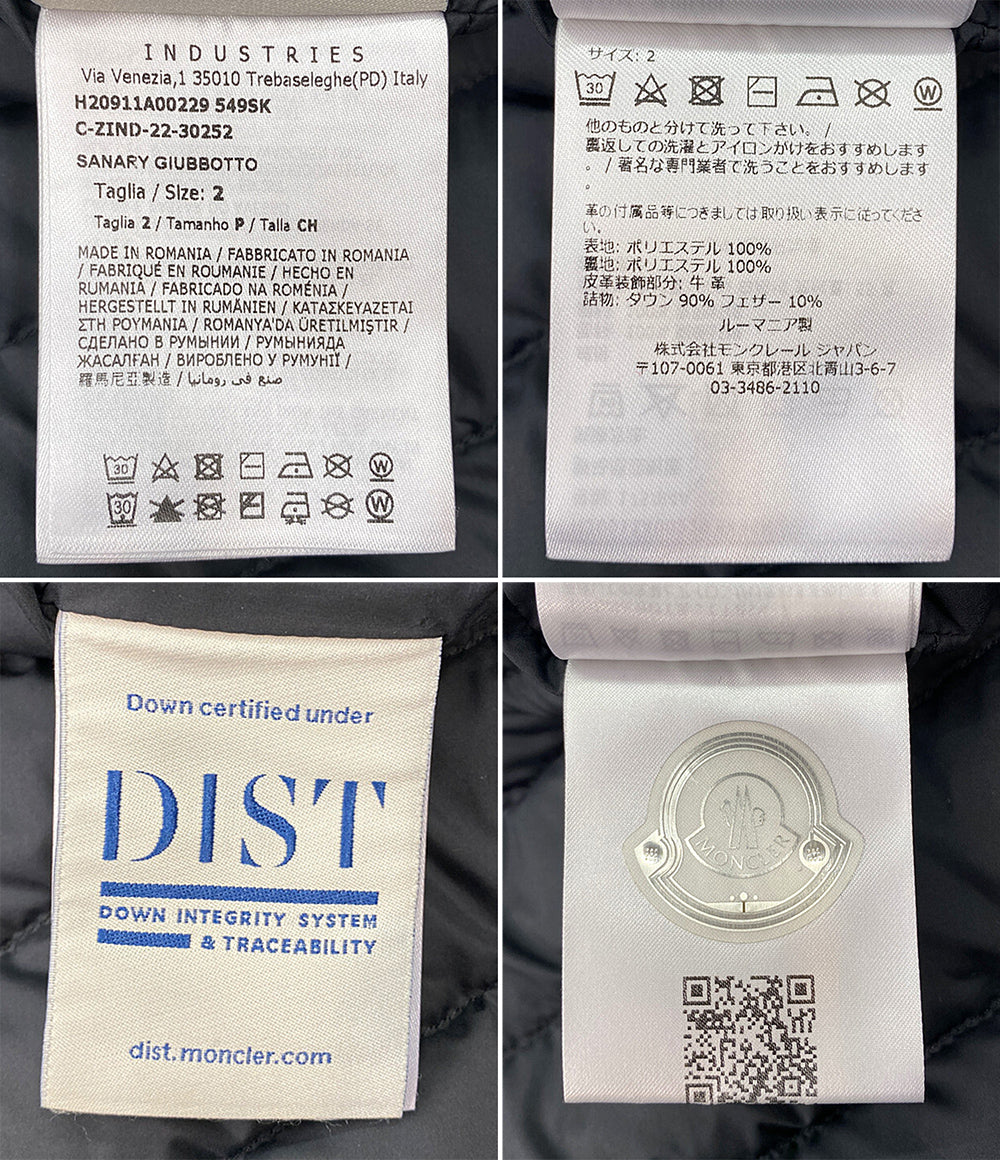 INDUSTRIES
Via Venezia,1 35010 Trebaseleghe(PD) Italy
H20911A00229 549SK
C-ZIND-22-30252
SANARY GIUBBOTTO
Taglia / Size: 2
Taglia 2 / Tamanho P / Talla CH
MADE IN ROMANIA / FABBRICATO IN ROMANIA
/ FABRIQUÉ EN ROUMANIE / HECHO EN
RUMANIA / FABRICADO NA ROMÉNIA /
HERGESTELLT IN RUMÄNIEN / ΚΑΤΑΣΚΕΥΑΖΕΤΑΙ
ΣΤΗ ΡΟΥΜΑΝΙΑ / ROMANYA'DA ÜRETILMIŞTIR /
СДЕЛАНО В РУМЫНИИ / РУМЫНИЯДА
ЖАСАЛҒАН / ВИРОБЛЕНО У РУМУНІЇ /
羅馬尼亞製造 / صنع في رومانيا
30 W
30 W
サイズ: 2
30 W
他のものと分けて洗って下さい。 /
裏返しての洗濯とアイロンがけをおすすめします
。 / 著名な専門業者で洗うことをおすすめします
。
革の付属品等につきましては取り扱い表示に従ってくださ
い。
表地: ポリエステル 100%
裏地: ポリエステル 100%
皮革装飾部分: 牛 革
詰物: ダウン 90% フェザー 10%
ルーマニア製
株式会社モンクレール ジャパン
〒107-0061 東京都港区北青山3-6-7
03-3486-2110
Down certified under
DIST
DOWN INTEGRITY SYSTEM
& TRACEABILITY
dist.moncler.com
MONCLER